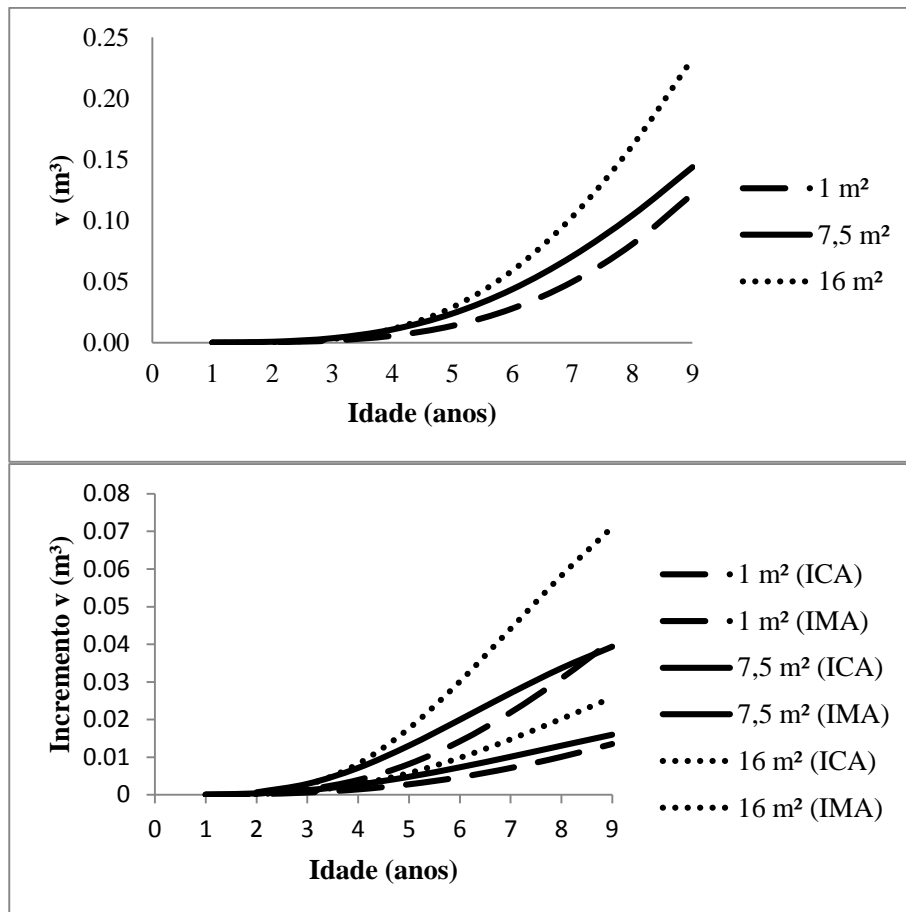 0.25
0.20
0.15
0.10
0.05
0.00
v (m³)
0 1 2 3 4 5 6 7 8 9
Idade (anos)
1 m²
7,5 m²
16 m²
0.08
0.07
0.06
0.05
0.04
0.03
0.02
0.01
0
Incremento v (m³)
0 1 2 3 4 5 6 7 8 9
Idade (anos)
1 m² (ICA)
1 m² (IMA)
7,5 m² (ICA)
7,5 m² (IMA)
16 m² (ICA)
16 m² (IMA)